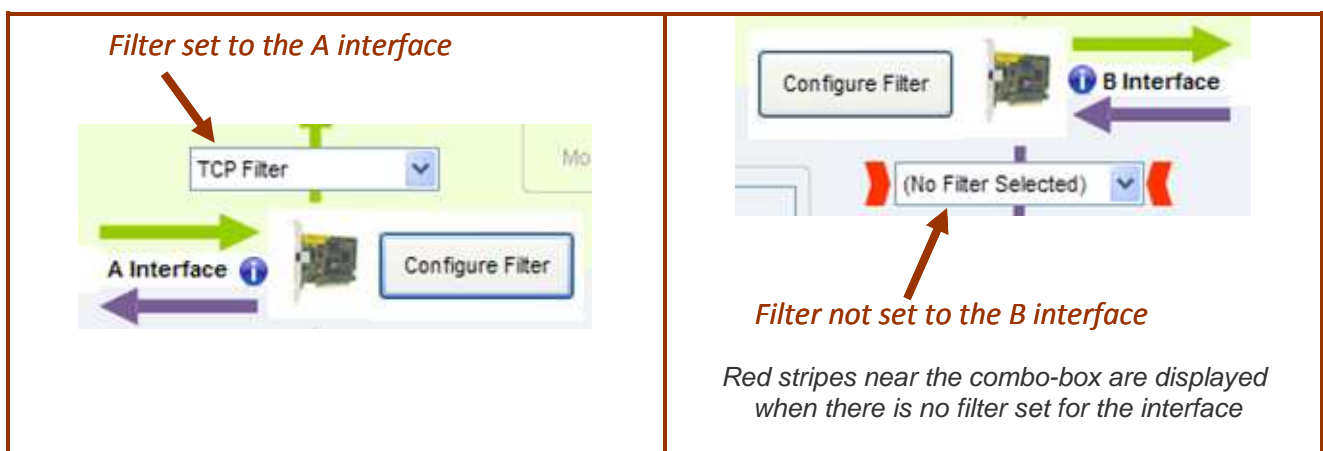 Filter set to the A interface
TCP Filter
Mo
A Interface
Configure Filter
Configure Filter
B Interface
(No Filter Selected)
Filter not set to the B interface
Red stripes near the combo-box are displayed
when there is no filter set for the interface